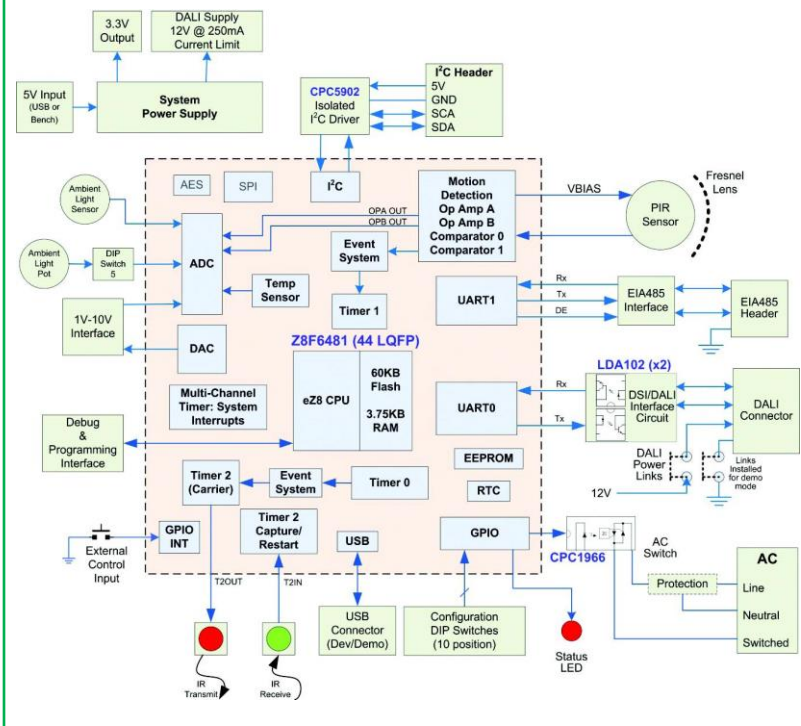 3.3V
Output
DALI Supply
12V @ 250mA
Current Limit
5V Input
(USB or
Bench)
System
Power Supply
CPC5902
Isolated
I²C Driver
I²C Header
5V
GND
SCA
SDA
AES
SPI
I²C
Motion
Detection
Op Amp A
Op Amp B
Comparator 0
Comparator 1
VBIAS
PIR
Sensor
Fresnel
Lens
Ambient
Light
Sensor
OPA OUT
OPB OUT
ADC
Event
System
Ambient
Light
Pot
DIP
Switch
5
Temp
Sensor
Timer 1
UART1
Rx
Tx
DE
EIA485
Interface
EIA485
Header
1V-10V
Interface
DAC
Z8F6481 (44 LQFP)
eZ8 CPU
60KB
Flash
3.75KB
RAM
Multi-Channel
Timer: System
Interrupts
UART0
Rx
Tx
LDA102 (x2)
DSI/DALI
Interface
Circuit
DALI
Connector
Debug
&
Programming
Interface
DALI
Power
Links
Links
Installed
for demo
mode
12V
EEPROM
RTC
Timer 2
(Carrier)
Event
System
Timer 0
External
Control
Input
GPIO
INT
Timer 2
Capture/
Restart
USB
GPIO
CPC1966
AC
Switch
AC
Line
Neutral
Switched
Protection
T2OUT
T2IN
USB
Connector
(Dev/Demo)
Configuration
DIP Switches
(10 position)
Status
LED
IR
Transmit
IR
Receive